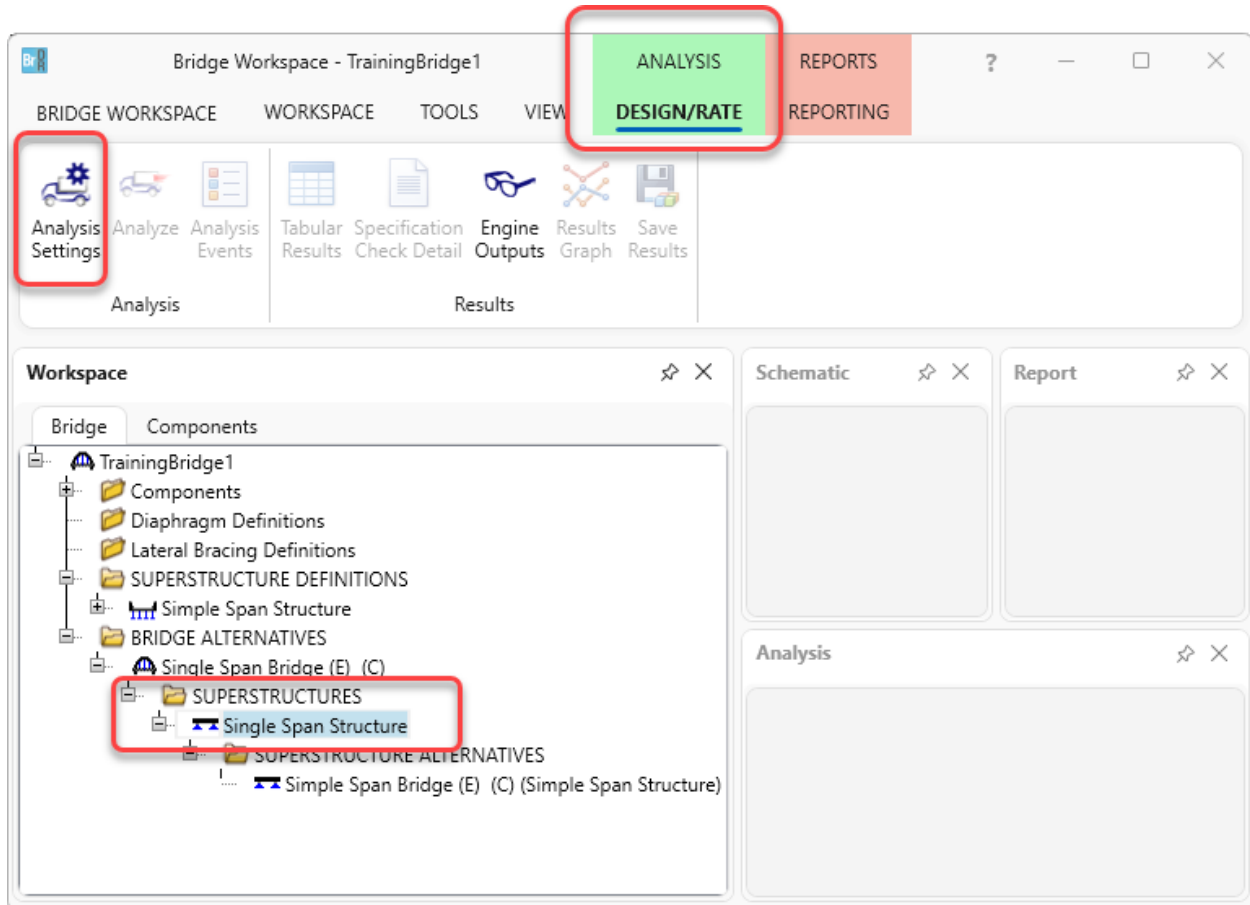 Br DR
Bridge Workspace - TrainingBridge1 ANALYSIS REPORTS ?
BRIDGE WORKSPACE WORKSPACE TOOLS VIEW DESIGN/RATE REPORTING
Analysis Settings Analyze Analysis Events Tabular Results Specification Check Detail Engine Outputs Results Graph Save Results
Analysis Results
Workspace Schematic Report
Bridge Components
TrainingBridge1
Components
Diaphragm Definitions
Lateral Bracing Definitions
SUPERSTRUCTURE DEFINITIONS
Simple Span Structure
BRIDGE ALTERNATIVES
Single Span Bridge (E) (C)
SUPERSTRUCTURES
Single Span Structure
SUPERSTRUCTURE ALTERNATIVES
Simple Span Bridge (E) (C) (Simple Span Structure)
Analysis